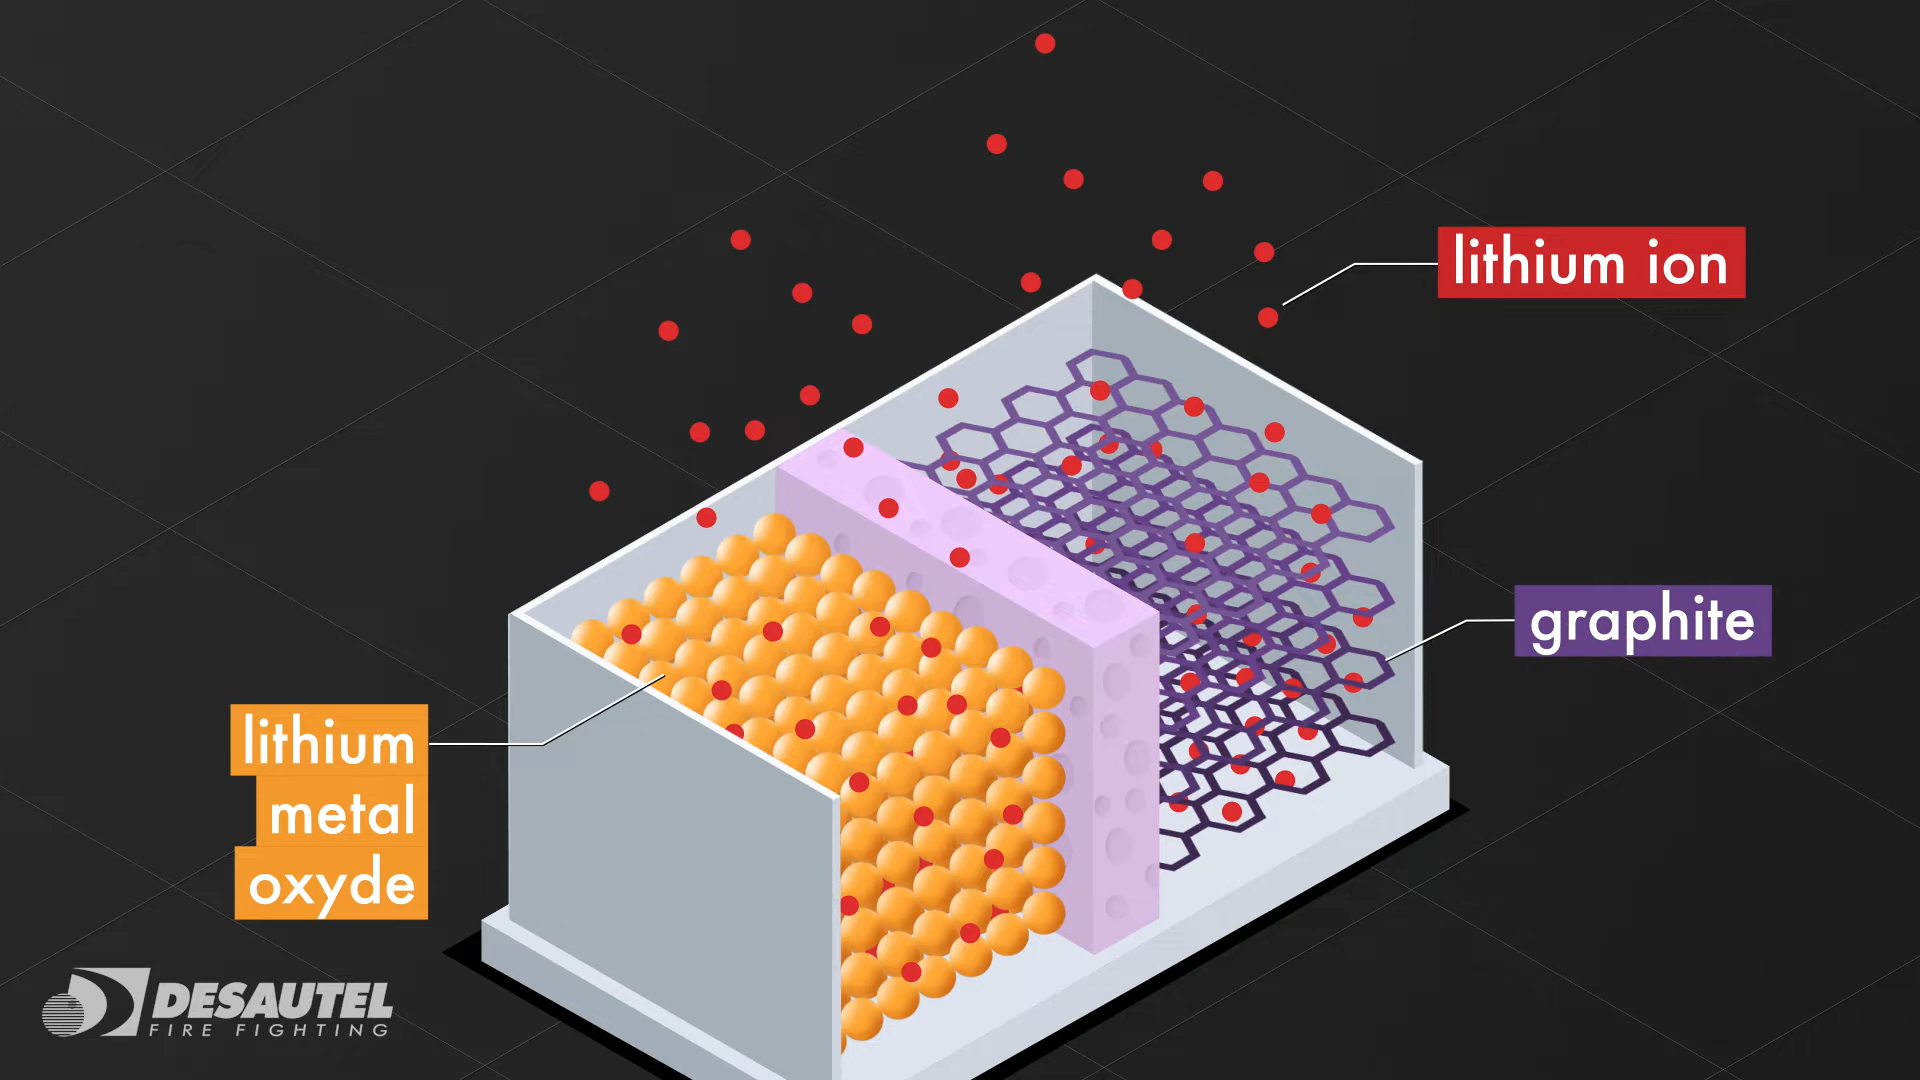 lithium ion
graphite
lithium
metal
oxyde
DESAUTEL
FIRE FIGHTING